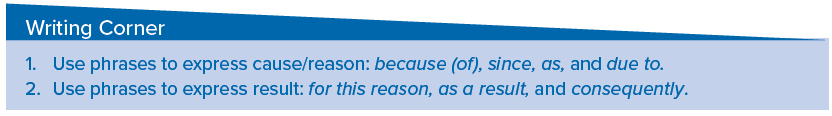 Writing Corner
1. Use phrases to express cause/reason: because (of), since, as, and due to.
2. Use phrases to express result: for this reason, as a result, and consequently.